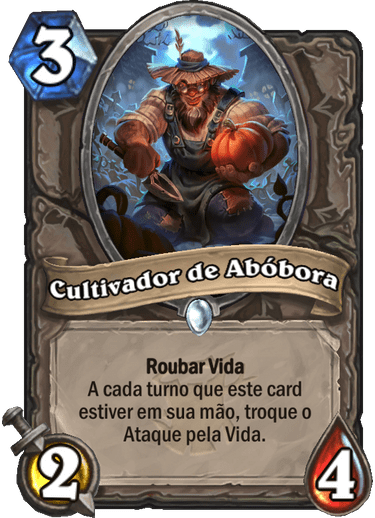 3
Cultivador de Abóbora
Roubar Vida
A cada turno que este card
estiver em sua mão, troque o
Ataque pela Vida.
2
4